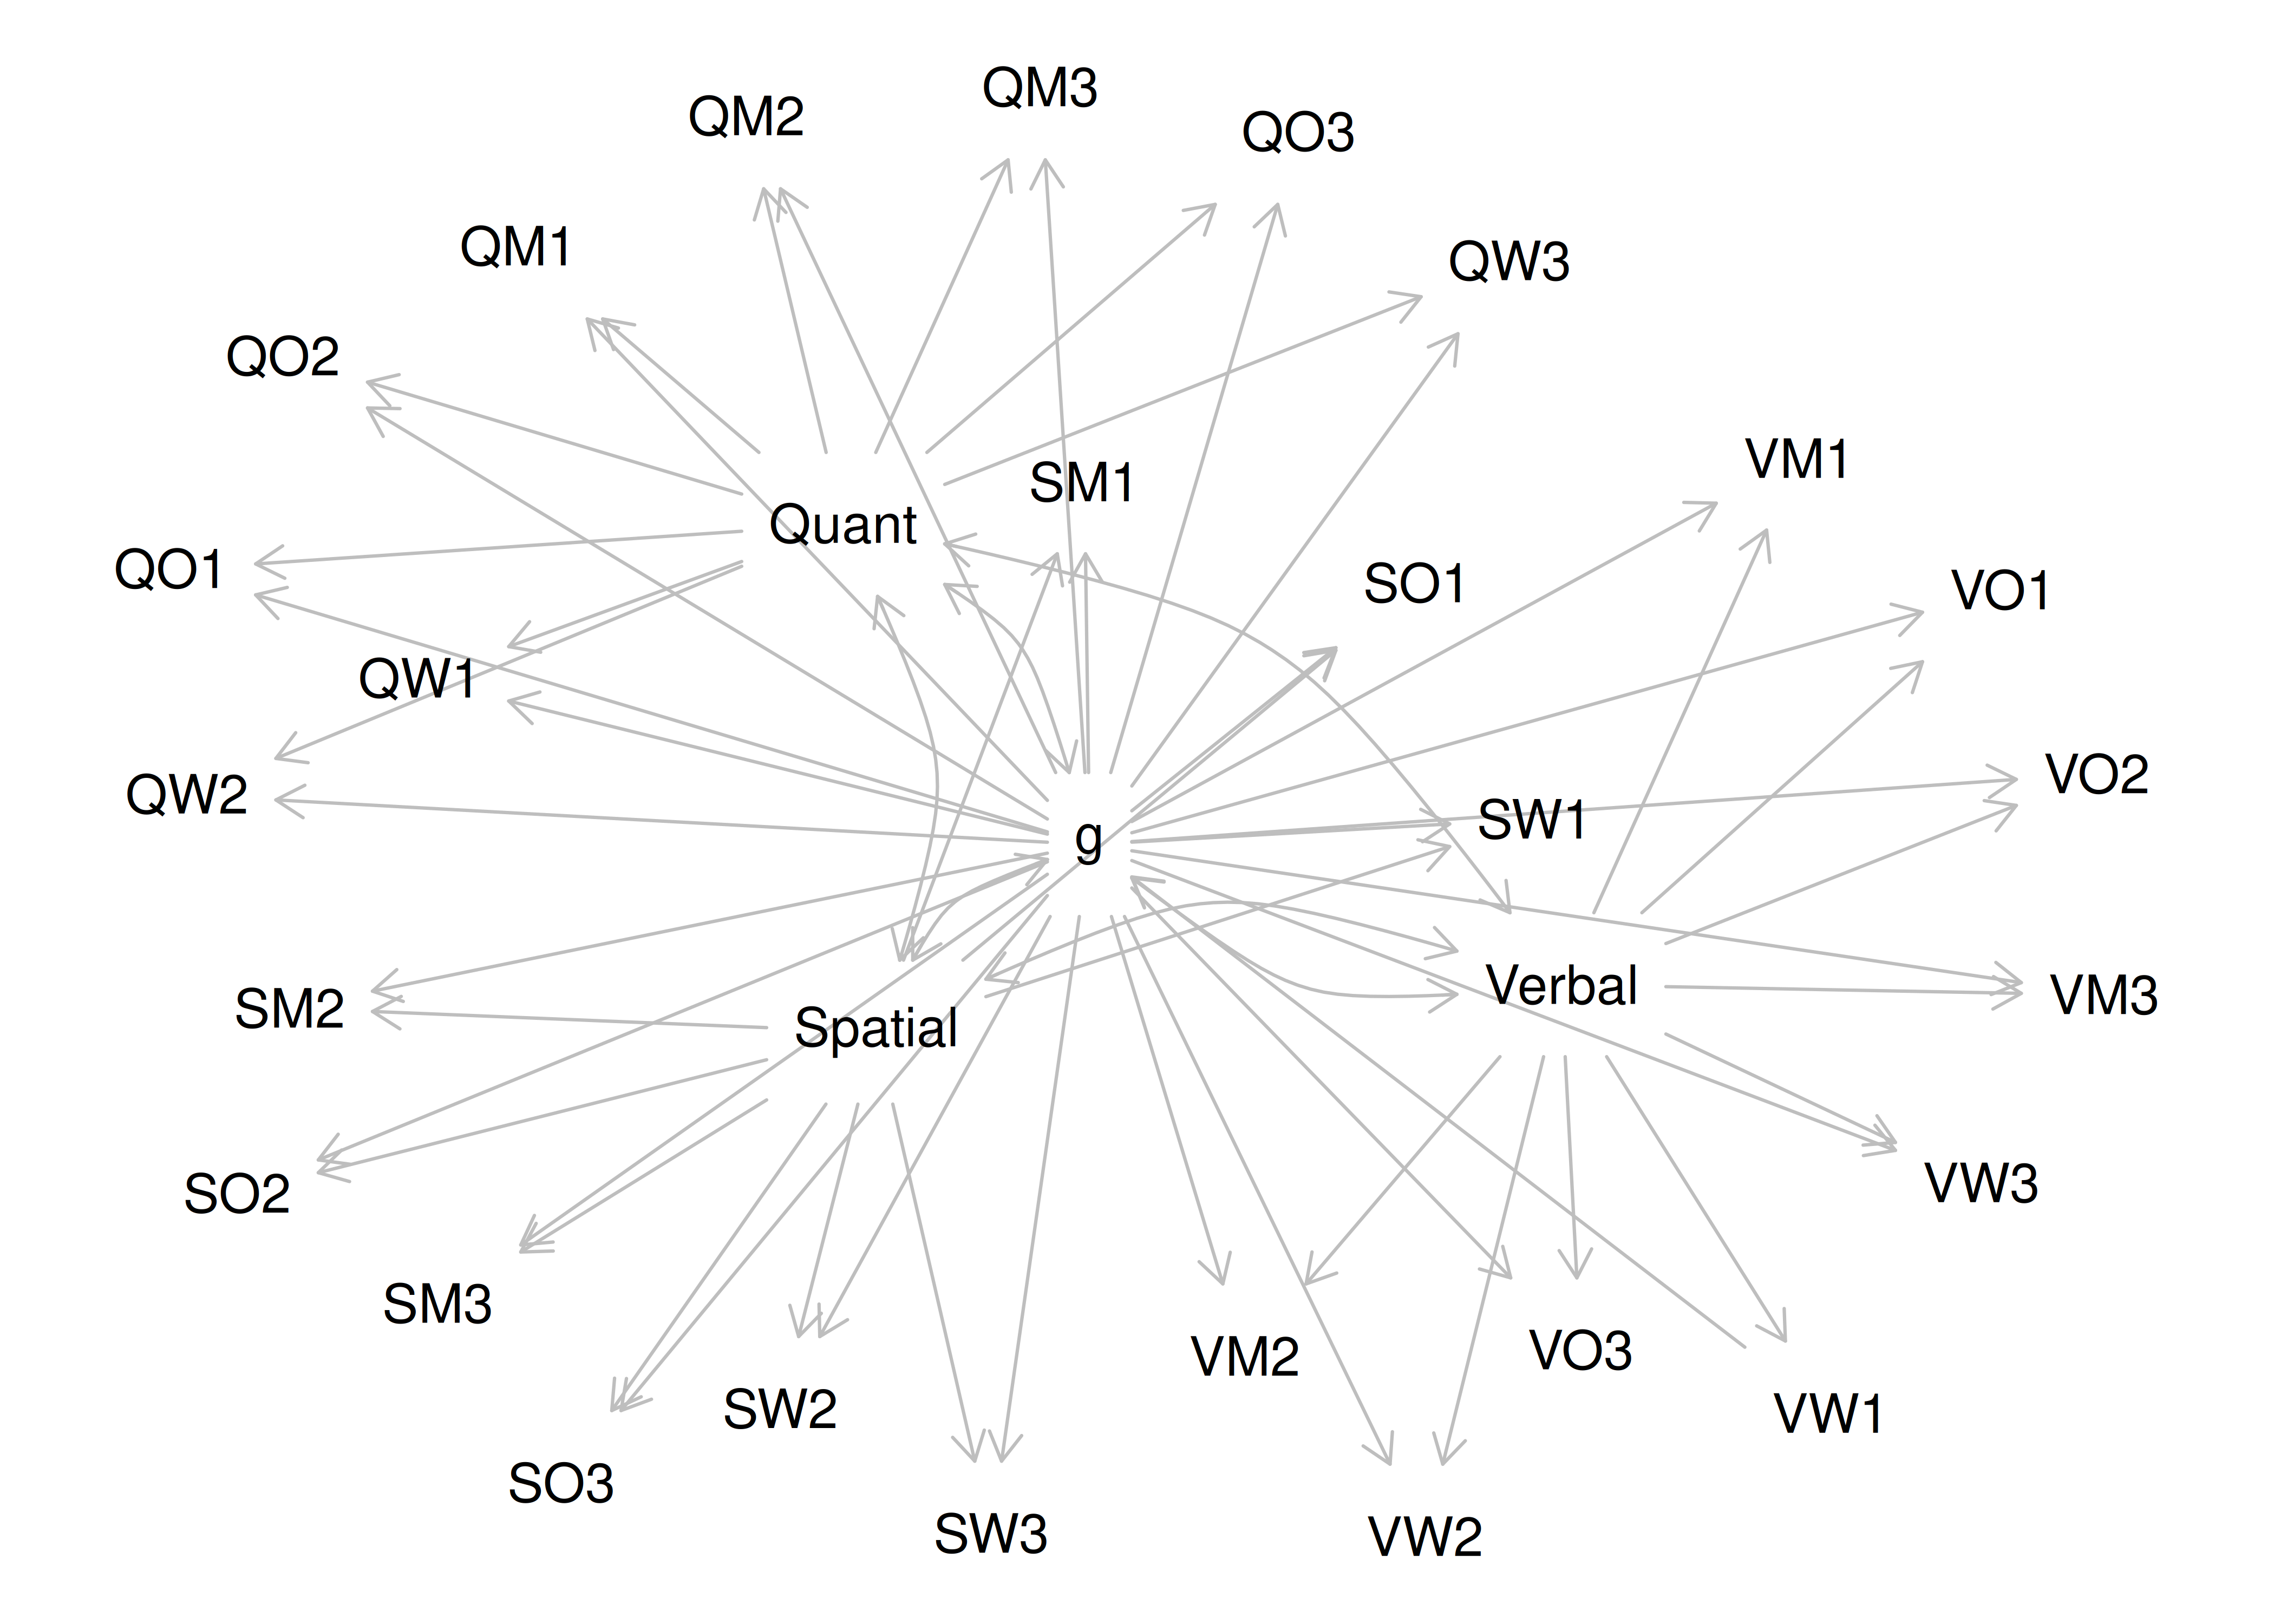 QM3
QM2
QO3
QM1
QW3
QO2
VM1
SM1
Quant
QO1
SO1
VO1
QW1
VO2
QW2
SW1
g
Verbal
VM3
SM2
Spatial
VW3
SO2
SM3
VO3
VM2
SW2
VW1
SO3
SW3
VW2